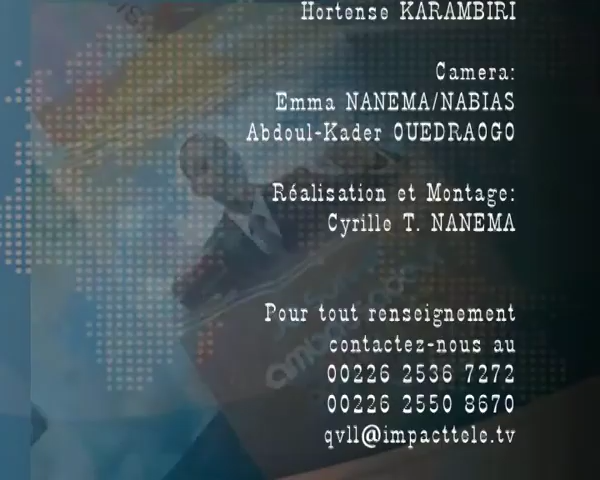 Hortense KARAMBIRI
Camera:
Emma NANEMA/NABIAS
Abdoul-Kader OUEDRAOGO
Réalisation et Montage:
Cyrille T. NANEMA
Pour tout renseignement
contactez-nous au
00226 2536 7272
00226 2550 8670
qvll@impacttele.tv